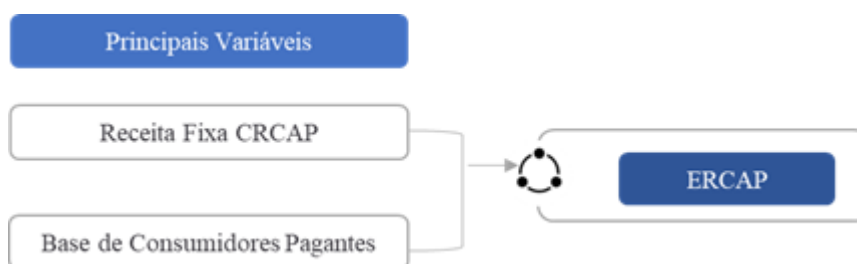 Principais Variáveis
Receita Fixa CRCAP
ERCAP
Base de Consumidores Pagantes